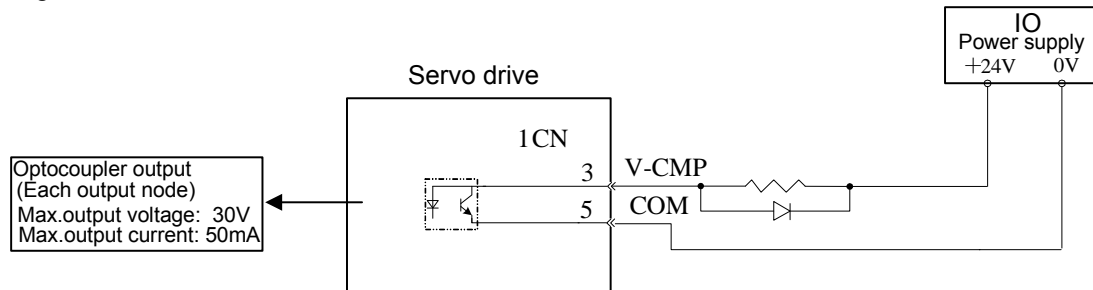 IO
Power supply
+24V 0V
Servo drive
1CN
Optocoupler output
(Each output node)
Max.output voltage: 30V
Max.output current: 50mA
3 V-CMP
5 COM